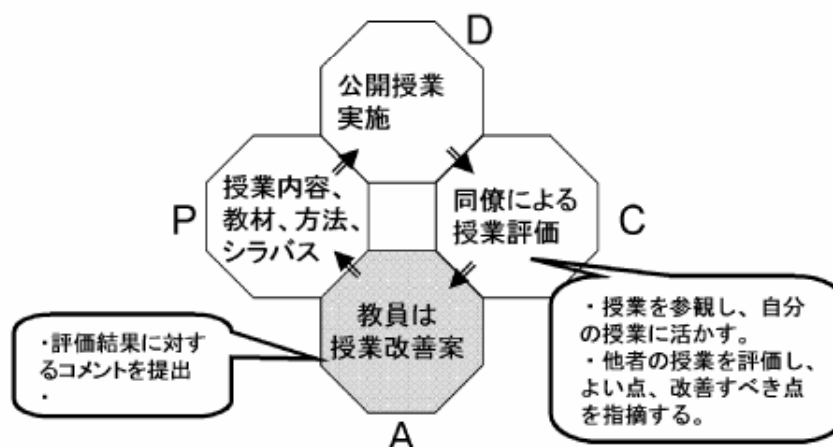 D
公開授業
実施
P
授業内容、
教材、方法、
シラバス
同僚による
授業評価
C
教員は
授業改善案
A
・評価結果に対す
るコメントを提出
・
・授業を参観し、自分
の授業に活かす。
・他者の授業を評価し、
よい点、改善すべき点
を指摘する。